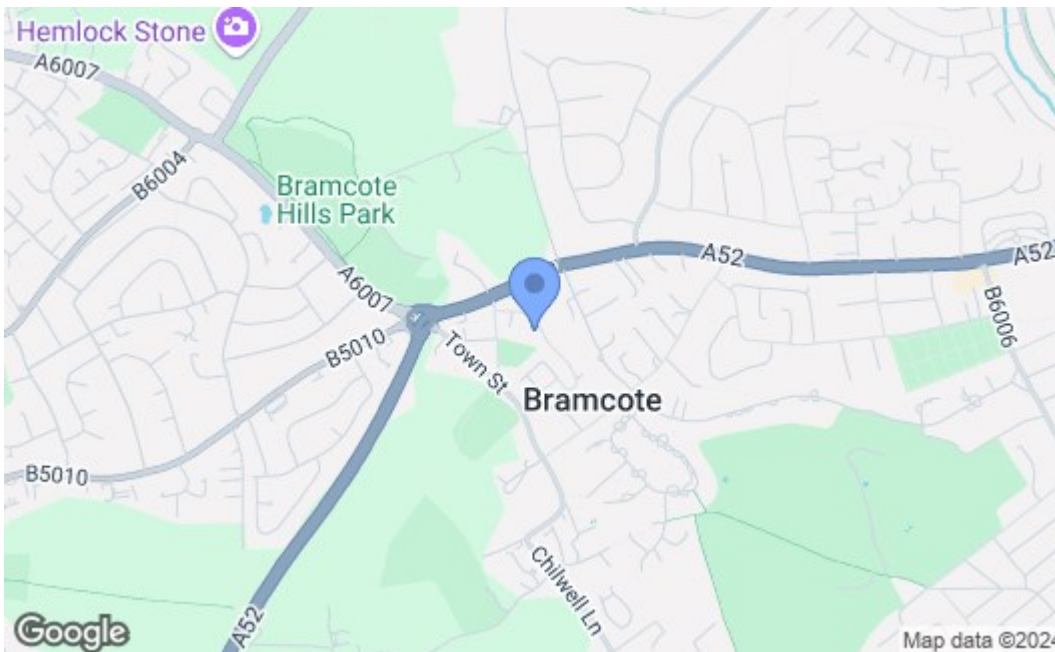 Hemlock Stone
A6007
B6004
Bramcote
Hills Park
A6007
B5010
Town St
A52
A52
B6006
Bramcote
B5010
A52
Chilwell Ln
Google
Map data ©2024